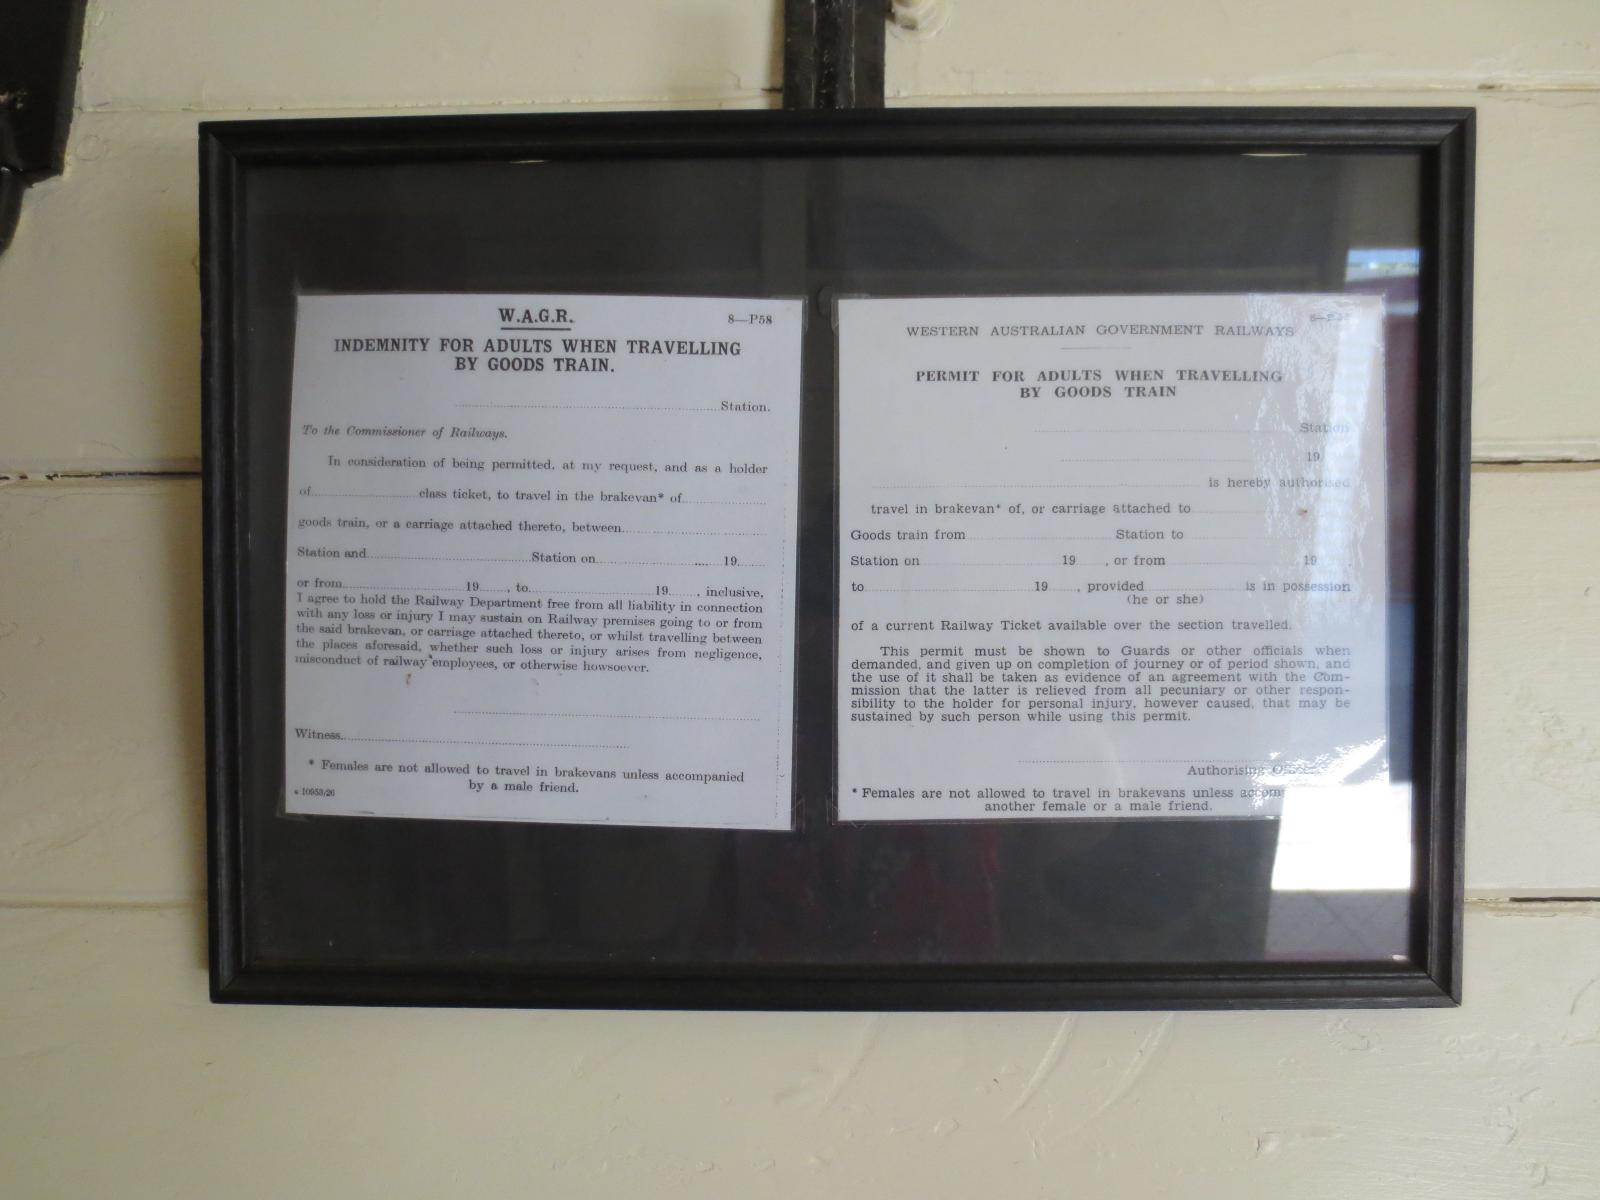 W.A.G.R.
8—P58
INDEMNITY FOR ADULTS WHEN TRAVELLING
BY GOODS TRAIN.
Station.
To the Commissioner of Railways.
In consideration of being permitted, at my request, and as a holder
of class ticket, to travel in the brakevan* of
goods train, or a carriage attached thereto, between
Station and Station on 19
or from 19 , to 19 , inclusive,
I agree to hold the Railway Department free from all liability in connection
with any loss or injury I may sustain on Railway premises going to or from
the said brakevan, or carriage attached thereto, or whilst travelling between
the places aforesaid, whether such loss or injury arises from negligence,
misconduct of railway employees, or otherwise howsoever.
Witness
* Females are not allowed to travel in brakevans unless accompanied
by a male friend.
10953/26
WESTERN AUSTRALIAN GOVERNMENT RAILWAYS
PERMIT FOR ADULTS WHEN TRAVELLING
BY GOODS TRAIN
Station
19
is hereby authorised
travel in brakevan* of, or carriage attached to
Goods train from Station to
Station on 19 , or from 19
to 19 , provided is in possession
(he or she)
of a current Railway Ticket available over the section travelled.
This permit must be shown to Guards or other officials when
demanded, and given up on completion of journey or of period shown, and
the use of it shall be taken as evidence of an agreement with the Com-
mission that the latter is relieved from all pecuniary or other respon-
sibility to the holder for personal injury, however caused, that may be
sustained by such person while using this permit.
Authorising
* Females are not allowed to travel in brakevans unless
another female or a male friend.